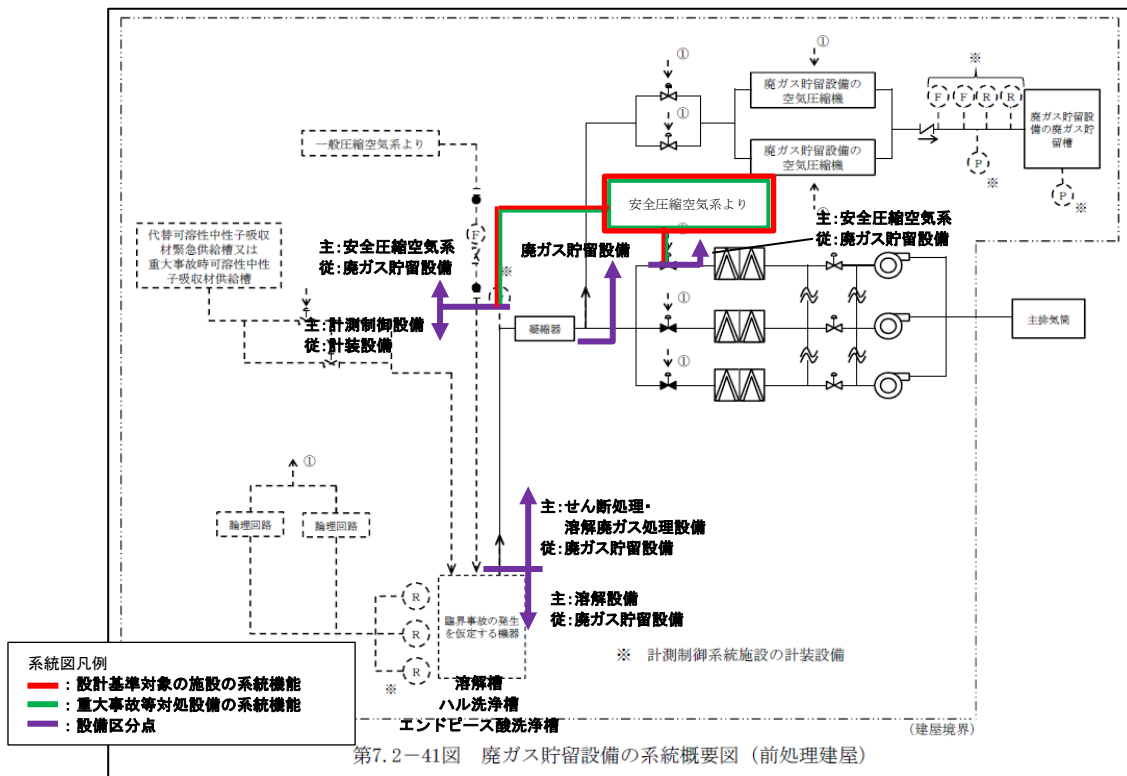 ①
①
①
※
廃ガス貯留設備の
空気圧縮機
廃ガス貯留設備の
空気圧縮機
F
F
R
R
廃ガス貯留設
備の廃ガス貯
留槽
P
※
P
※
一般圧縮空気系より
安全圧縮空気系より
代替可溶性中性子吸収
材緊急供給槽又は
重大事故時可溶性中性
子吸収材供給槽
F
※
主:安全圧縮空気系
従:廃ガス貯留設備
廃ガス貯留設備
主:安全圧縮空気系
従:廃ガス貯留設備
主:計測制御設備
従:計装設備
凝縮器
①
①
主排気筒
①
論理回路
論理回路
主:せん断処理・
溶解廃ガス処理設備
従:廃ガス貯留設備
主:溶解設備
従:廃ガス貯留設備
R
R
R
※
臨界事故の発生
を仮定する機器
※ 計測制御系統施設の計装設備
溶解槽
ハル洗浄槽
エンドピース酸洗浄槽
系統図凡例
:設計基準対象の施設の系統機能
:重大事故等対処設備の系統機能
:設備区分点
(建屋境界)
第7.2-41図 廃ガス貯留設備の系統概要図(前処理建屋)